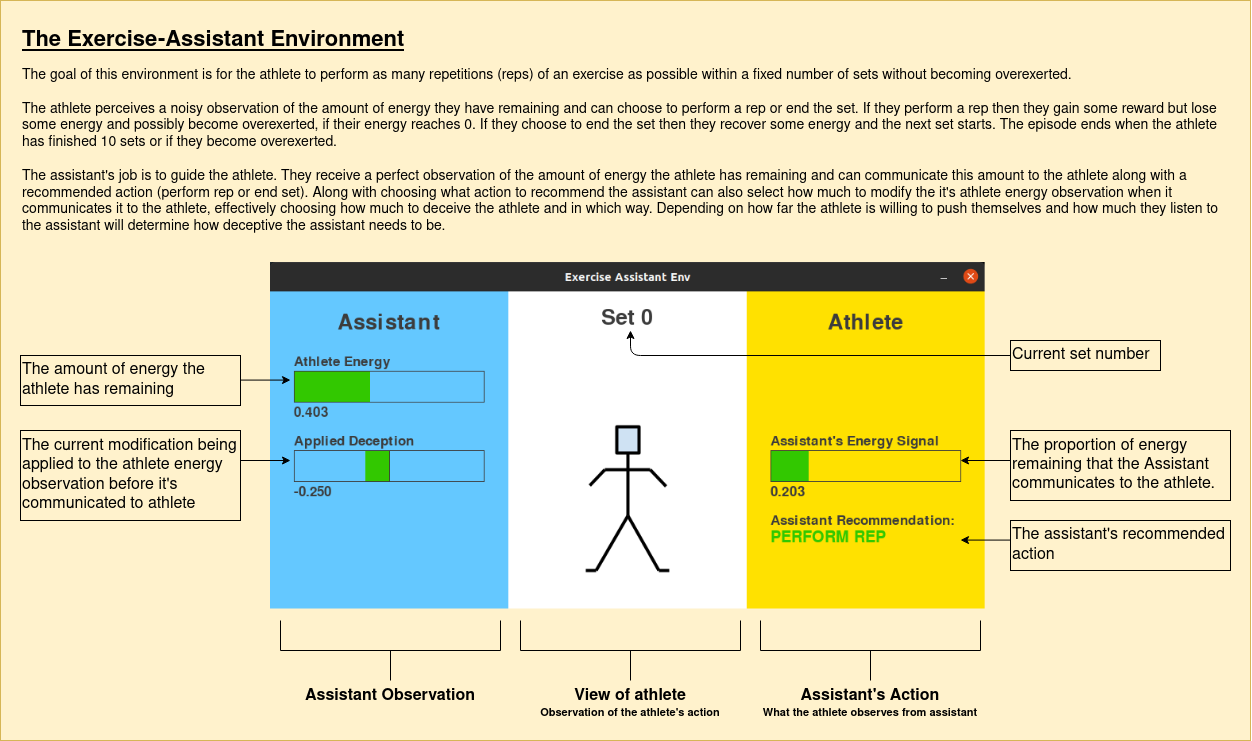 The Exercise-Assistant Environment
The goal of this environment is for the athlete to perform as many repetitions (reps) of an exercise as possible within a fixed number of sets without becoming overexerted.
The athlete perceives a noisy observation of the amount of energy they have remaining and can choose to perform a rep or end the set. If they perform a rep then they gain some reward but lose
some energy and possibly become overexerted, if their energy reaches 0. If they choose to end the set then they recover some energy and the next set starts. The episode ends when the athlete
has finished 10 sets or if they become overexerted.
The assistant's job is to guide the athlete. They receive a perfect observation of the amount of energy the athlete has remaining and can communicate this amount to the athlete along with a
recommended action (perform rep or end set). Along with choosing what action to recommend the assistant can also select how much to modify the it's athlete energy observation when it
communicates it to the athlete, effectively choosing how much to deceive the athlete and in which way. Depending on how far the athlete is willing to push themselves and how much they listen to
the assistant will determine how deceptive the assistant needs to be.
Exercise Assistant Env
Assistant
Set 0
Athlete
The amount of energy the
athlete has remaining
Athlete Energy
0.403
Current set number
The current modification being
applied to the athlete energy
observation before it's
communicated to athlete
Applied Deception
-0.250
Assistant's Energy Signal
0.203
The proportion of energy
remaining that the Assistant
communicates to the athlete.
Assistant Recommendation:
PERFORM REP
The assistant's recommended
action
Assistant Observation
View of athlete
Observation of the athlete's action
Assistant's Action
What the athlete observes from assistant